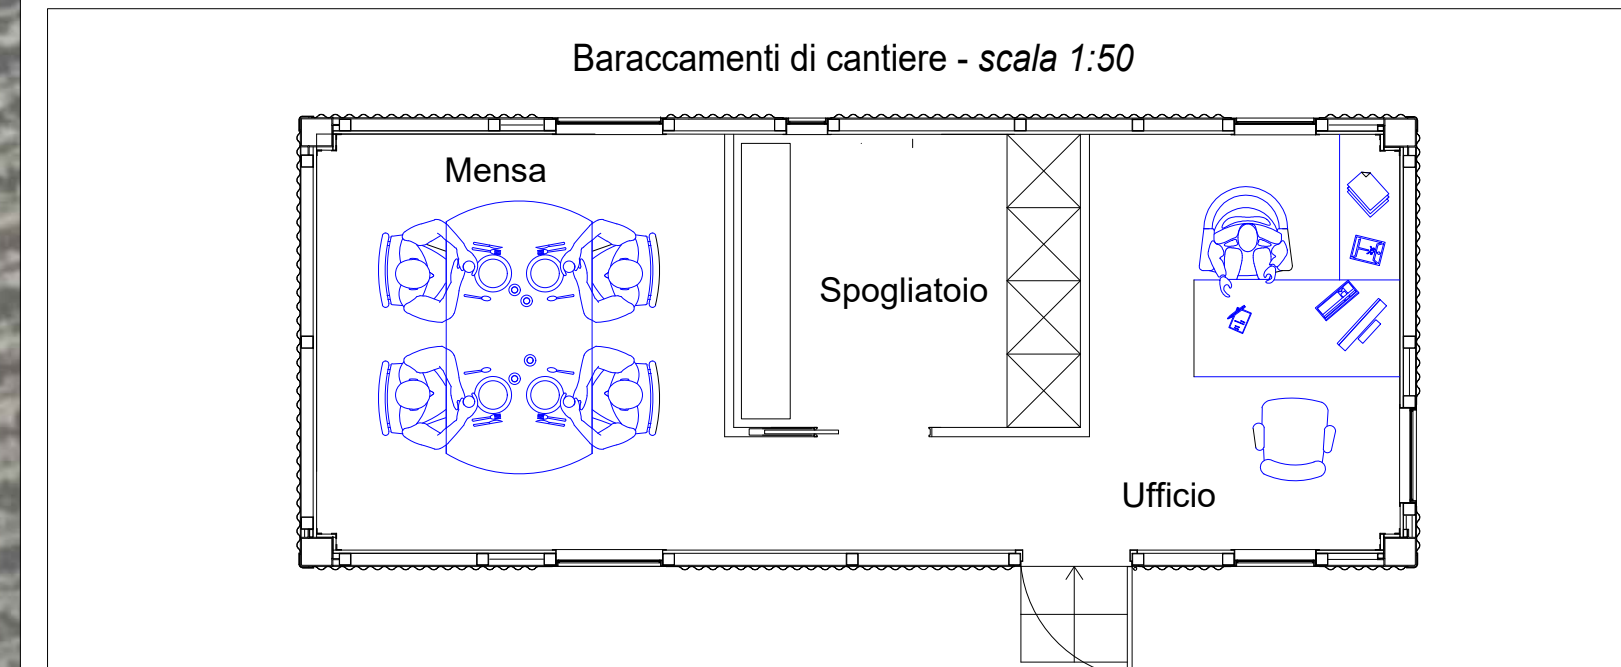 Baraccamenti di cantiere - scala 1:50
Mensa
Spogliatoio
Ufficio